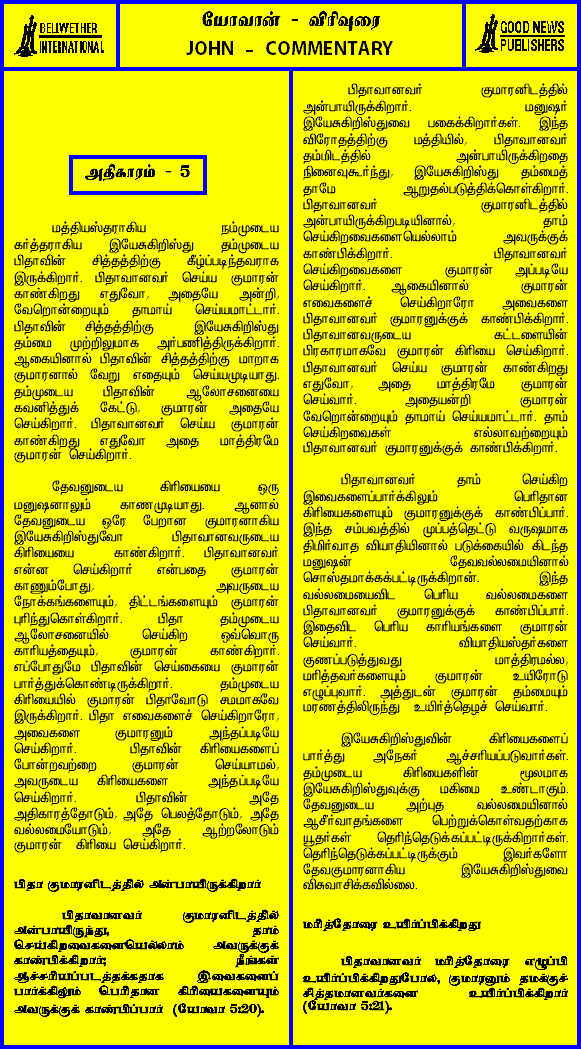 BELWETHER
INTERNATIONAL
யோவான் - விரிவுரை
JOHN - COMMENTARY
GOOD NEWS
PUBLISHERS
அதிகாரம் - 5
மத்தியஸ்தராகிய நம்முடைய
கர்த்தராகிய இயேசுகிறிஸ்து தம்முடைய
பிதாவின் சித்தத்திற்கு கீழ்ப்படிந்தவராக
இருக்கிறார். பிதாவானவர் செய்ய குமாரன்
காண்கிறது எதுவோ, அதையே அன்றி,
வேறொன்றையும் தாமாய் செய்யமாட்டார்.
பிதாவின் சித்தத்திற்கு இயேசுகிறிஸ்து
தம்மை முற்றிலுமாக அர்பணித்திருக்கிறார்.
ஆகையினால் பிதாவின் சித்தத்திற்கு மாறாக
குமாரனால் வேறு எதையும் செய்யமுடியாது.
தம்முடைய பிதாவின் ஆலோசனையை
கவனித்துக் கேட்டு, குமாரன் அதையே
செய்கிறார். பிதாவானவர் செய்ய குமாரன்
காண்கிறது எதுவோ அதை மாத்திரமே
குமாரன் செய்கிறார்.
தேவனுடைய கிரியையை ஒரு
மனுஷனாலும் காணமுடியாது. ஆனால்
தேவனுடைய ஒரே பேறான குமாரனாகிய
இயேசுகிறிஸ்துவோ பிதாவானவருடைய
கிரியையை காண்கிறார். பிதாவானவர்
என்ன செய்கிறார் என்பதை குமாரன்
காணும்போது, அவருடைய
நோக்கங்களையும், திட்டங்களையும் குமாரன்
புரிந்துகொள்கிறார். பிதா தம்முடைய
ஆலோசனையில் செய்கிற ஒவ்வொரு
காரியத்தையும், குமாரன் காண்கிறார்.
எப்போதுமே பிதாவின் செய்கையை குமாரன்
பார்த்துக்கொண்டிருக்கிறார். தம்முடைய
கிரியையில் குமாரன் பிதாவோடு சமமாகவே
இருக்கிறார். பிதா எவைகளைச் செய்கிறாரோ,
அவைகளை குமாரனும் அந்தப்படியே
செய்கிறார். பிதாவின் கிரியைகளைப்
போன்றவற்றை குமாரன் செய்யாமல்,
அவருடைய கிரியைகளை அந்தப்படியே
செய்கிறார். பிதாவின் அதே
அதிகாரத்தோடும், அதே பெலத்தோடும், அதே
வல்லமையோடும், அதே ஆற்றலோடும்
குமாரன் கிரியை செய்கிறார்.
பிதா குமாரனிடத்தில் அன்பாயிருக்கிறார்
பிதாவானவர் குமாரனிடத்தில்
அன்பாயிருந்து, தாம்
செய்கிறவைகளையெல்லாம் அவருக்குக்
காண்பிக்கிறார்; நீங்கள்
ஆச்சரியப்படத்தக்கதாக இவைகளைப்
பார்க்கிலும் பெரிதான கிரியைகளையும்
அவருக்குக் காண்பிப்பார் (யோவா 5:20).
பிதாவானவர் குமாரனிடத்தில்
அன்பாயிருக்கிறார். மனுஷர்
இயேசுகிறிஸ்துவை பகைக்கிறார்கள். இந்த
விரோதத்திற்கு மத்தியில், பிதாவானவர்
தம்மிடத்தில் அன்பாயிருக்கிறதை
நினைவுகூர்ந்து, இயேசுகிறிஸ்து தம்மைத்
தாமே ஆறுதல்படுத்திக்கொள்கிறார்.
பிதாவானவர் குமாரனிடத்தில்
அன்பாயிருக்கிறபடியினால், தாம்
செய்கிறவைகளையெல்லாம் அவருக்குக்
காண்பிக்கிறார். பிதாவானவர்
செய்கிறவைகளை குமாரன் அப்படியே
செய்கிறார். ஆகையினால் குமாரன்
எவைகளைச் செய்கிறாரோ அவைகளை
பிதாவானவர் குமாரனுக்குக் காண்பிக்கிறார்.
பிதாவானவருடைய கட்டளையின்
பிரகாரமாகவே குமாரன் கிரியை செய்கிறார்.
பிதாவானவர் செய்ய குமாரன் காண்கிறது
எதுவோ, அதை மாத்திரமே குமாரன்
செய்வார். அதையன்றி குமாரன்
வேறொன்றையும் தாமாய் செய்யமாட்டார். தாம்
செய்கிறவைகள் எல்லாவற்றையும்
பிதாவானவர் குமாரனுக்குக் காண்பிக்கிறார்.
பிதாவானவர் தாம் செய்கிற
இவைகளைப்பார்க்கிலும் பெரிதான
கிரியைகளையும் குமாரனுக்குக் காண்பிப்பார்.
இந்த சம்பவத்தில் முப்பத்தெட்டு வருஷமாக
திமிர்வாத வியாதியினால் படுக்கையில் கிடந்த
மனுஷன் தேவவல்லமையினால்
சொஸ்தமாக்கப்பட்டிருக்கிறான். இந்த
வல்லமையைவிட பெரிய வல்லமைகளை
பிதாவானவர் குமாரனுக்குக் காண்பிப்பார்.
இதைவிட பெரிய காரியங்களை குமாரன்
செய்வார். வியாதியஸ்தர்களை
குணப்படுத்துவது மாத்திரமல்ல,
மரித்தவர்களையும் குமாரன் உயிரோடு
எழுப்புவார். அத்துடன் குமாரன் தம்மையும்
மரணத்திலிருந்து உயிர்த்தெழச் செய்வார்.
இயேசுகிறிஸ்துவின் கிரியைகளைப்
பார்த்து அநேகர் ஆச்சரியப்படுவார்கள்.
தம்முடைய கிரியைகளின் மூலமாக
இயேசுகிறிஸ்துவுக்கு மகிமை உண்டாகும்.
தேவனுடைய அற்புத வல்லமையினால்
ஆசீர்வாதங்களை பெற்றுக்கொள்வதற்காக
யூதர்கள் தெரிந்தெடுக்கப்பட்டிருக்கிறார்கள்.
தெரிந்தெடுக்கப்பட்டிருக்கும் இவர்களோ
தேவகுமாரனாகிய இயேசுகிறிஸ்துவை
விசுவாசிக்கவில்லை.
மரித்தோரை உயிர்ப்பிக்கிறது
பிதாவானவர் மரித்தோரை எழுப்பி
உயிர்ப்பிக்கிறதுபோல, குமாரனும் தமக்குச்
சித்தமானவர்களை உயிர்ப்பிக்கிறார்
(யோவா 5:21).